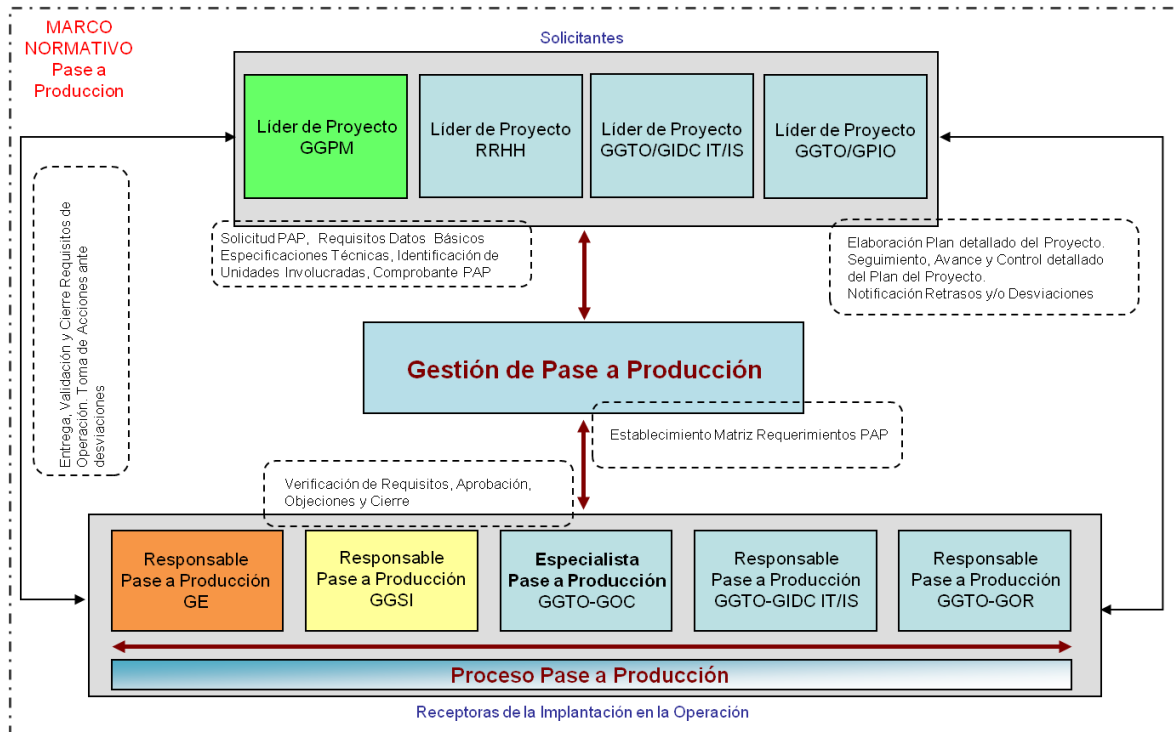 MARCO
NORMATIVO
Pase a
Produccion
Solicitantes
Líder de Proyecto
GGPM
Líder de Proyecto
RRHH
Líder de Proyecto
GGTO/GIDC IT/IS
Líder de Proyecto
GGTO/GPIO
Entrega, Validación y Cierre Requisitos de
Operación. Toma de Acciones ante
desviaciones
Solicitud PAP, Requisitos Datos Básicos
Especificaciones Técnicas, Identificación de
Unidades Involucradas, Comprobante PAP
Elaboración Plan detallado del Proyecto.
Seguimiento, Avance y Control detallado
del Plan del Proyecto.
Notificación Retrasos y/o Desviaciones
Gestión de Pase a Producción
Establecimiento Matriz Requerimientos PAP
Verificación de Requisitos, Aprobación,
Objeciones y Cierre
Responsable
Pase a Producción
GE
Responsable
Pase a Producción
GGSI
Especialista
Pase a Producción
GGTO-GOC
Responsable
Pase a Producción
GGTO-GIDC IT/IS
Responsable
Pase a Producción
GGTO-GOR
Proceso Pase a Producción
Receptoras de la Implantación en la Operación